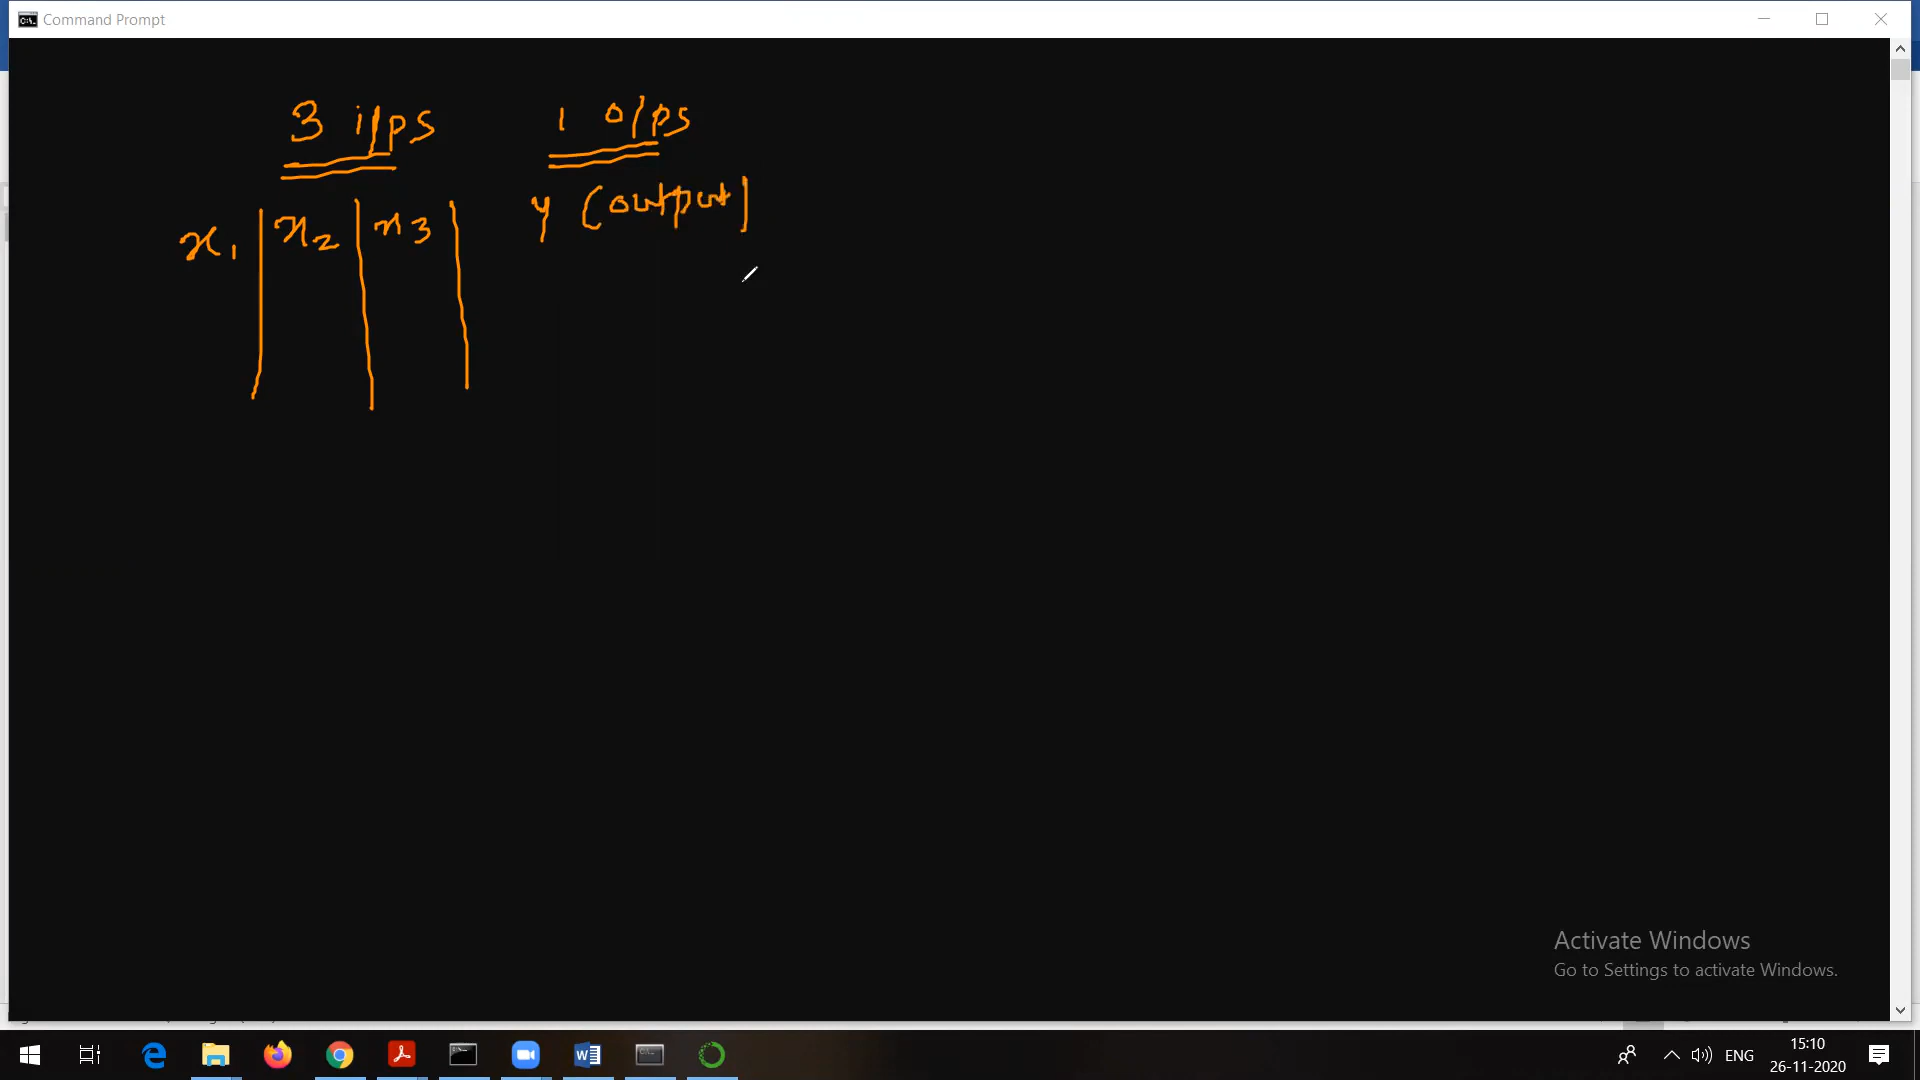 Command Prompt
3 i/ps 1 o/ps
y (output)
x1 x2 x3
Activate Windows
Go to Settings to activate Windows.
ENG
15:10
26-11-2020